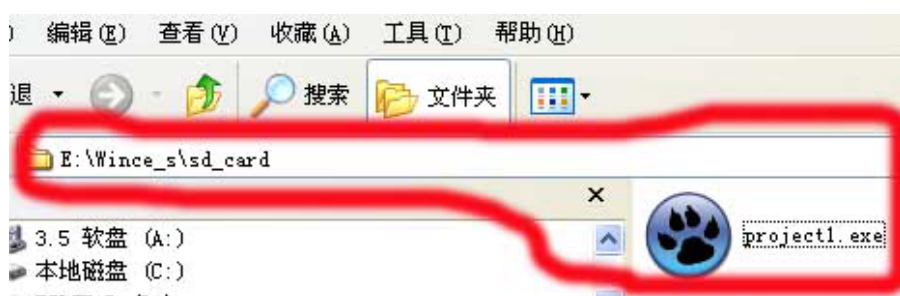 编辑(E) 查看(V) 收藏(A) 工具(T) 帮助(H)
退 搜索 文件夹
E:\Wince_s\sd_card
project1.exe
3.5 软盘 (A:)
本地磁盘 (C:)